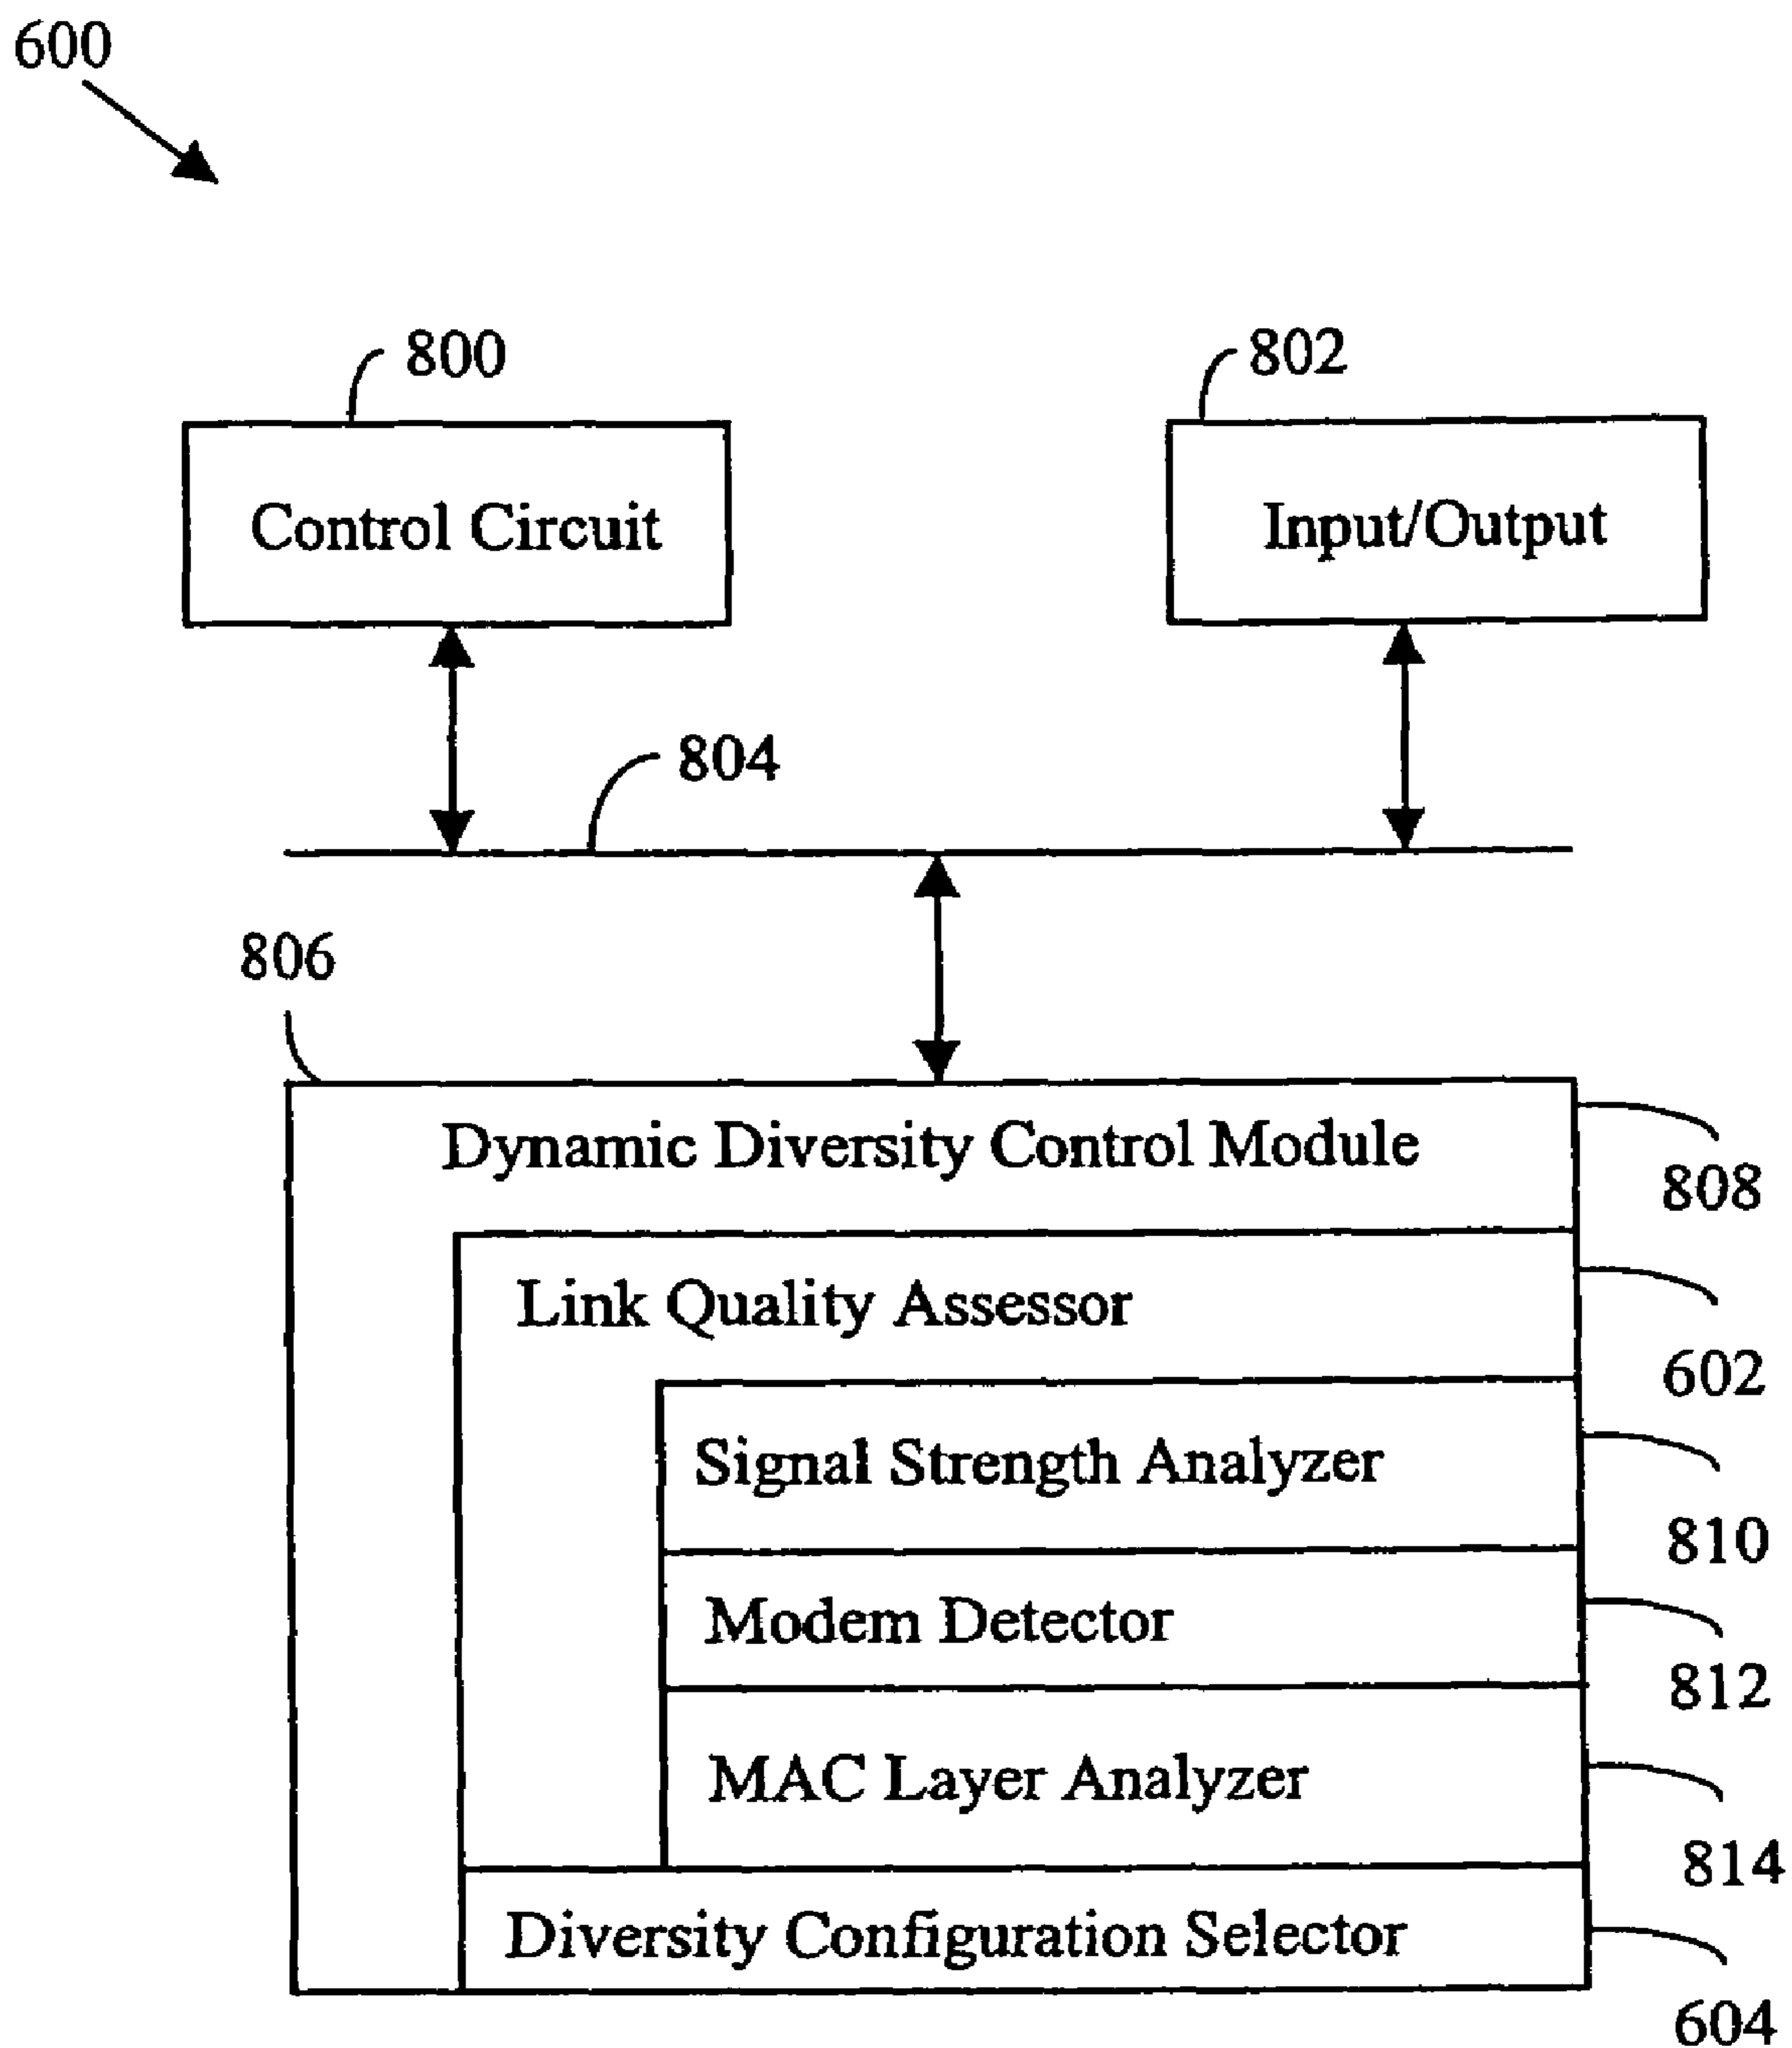 600
800
802
Control Circuit
Input/Output
804
806
Dynamic Diversity Control Module
808
Link Quality Assessor
602
Signal Strength Analyzer
810
Modem Detector
812
MAC Layer Analyzer
814
Diversity Configuration Selector
604